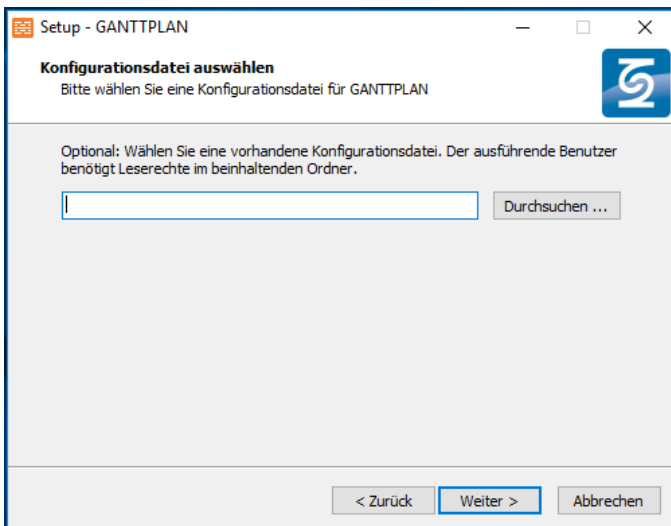 Setup - GANTTPLAN
Konfigurationsdatei auswählen
Bitte wählen Sie eine Konfigurationsdatei für GANTTPLAN
Optional: Wählen Sie eine vorhandene Konfigurationsdatei. Der ausführende Benutzer
benötigt Leserechte im beinhaltenden Ordner.
Durchsuchen ...
< Zurück
Weiter >
Abbrechen